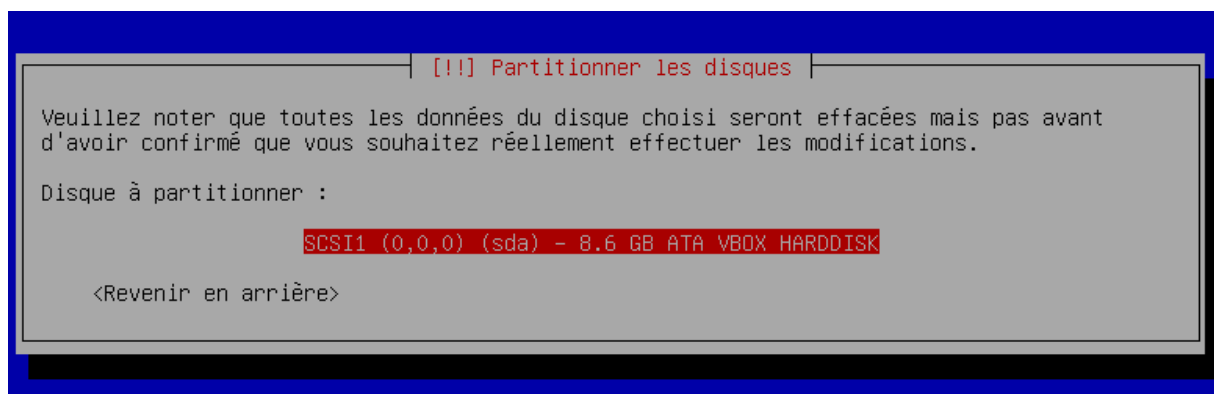 [!!] Partitionner les disques
Veuillez noter que toutes les données du disque choisi seront effacées mais pas avant
d'avoir confirmé que vous souhaitez réellement effectuer les modifications.
Disque à partitionner :
SCSI1 (0,0,0) (sda) - 8.6 GB ATA VBOX HARDDISK
<Revenir en arrière>